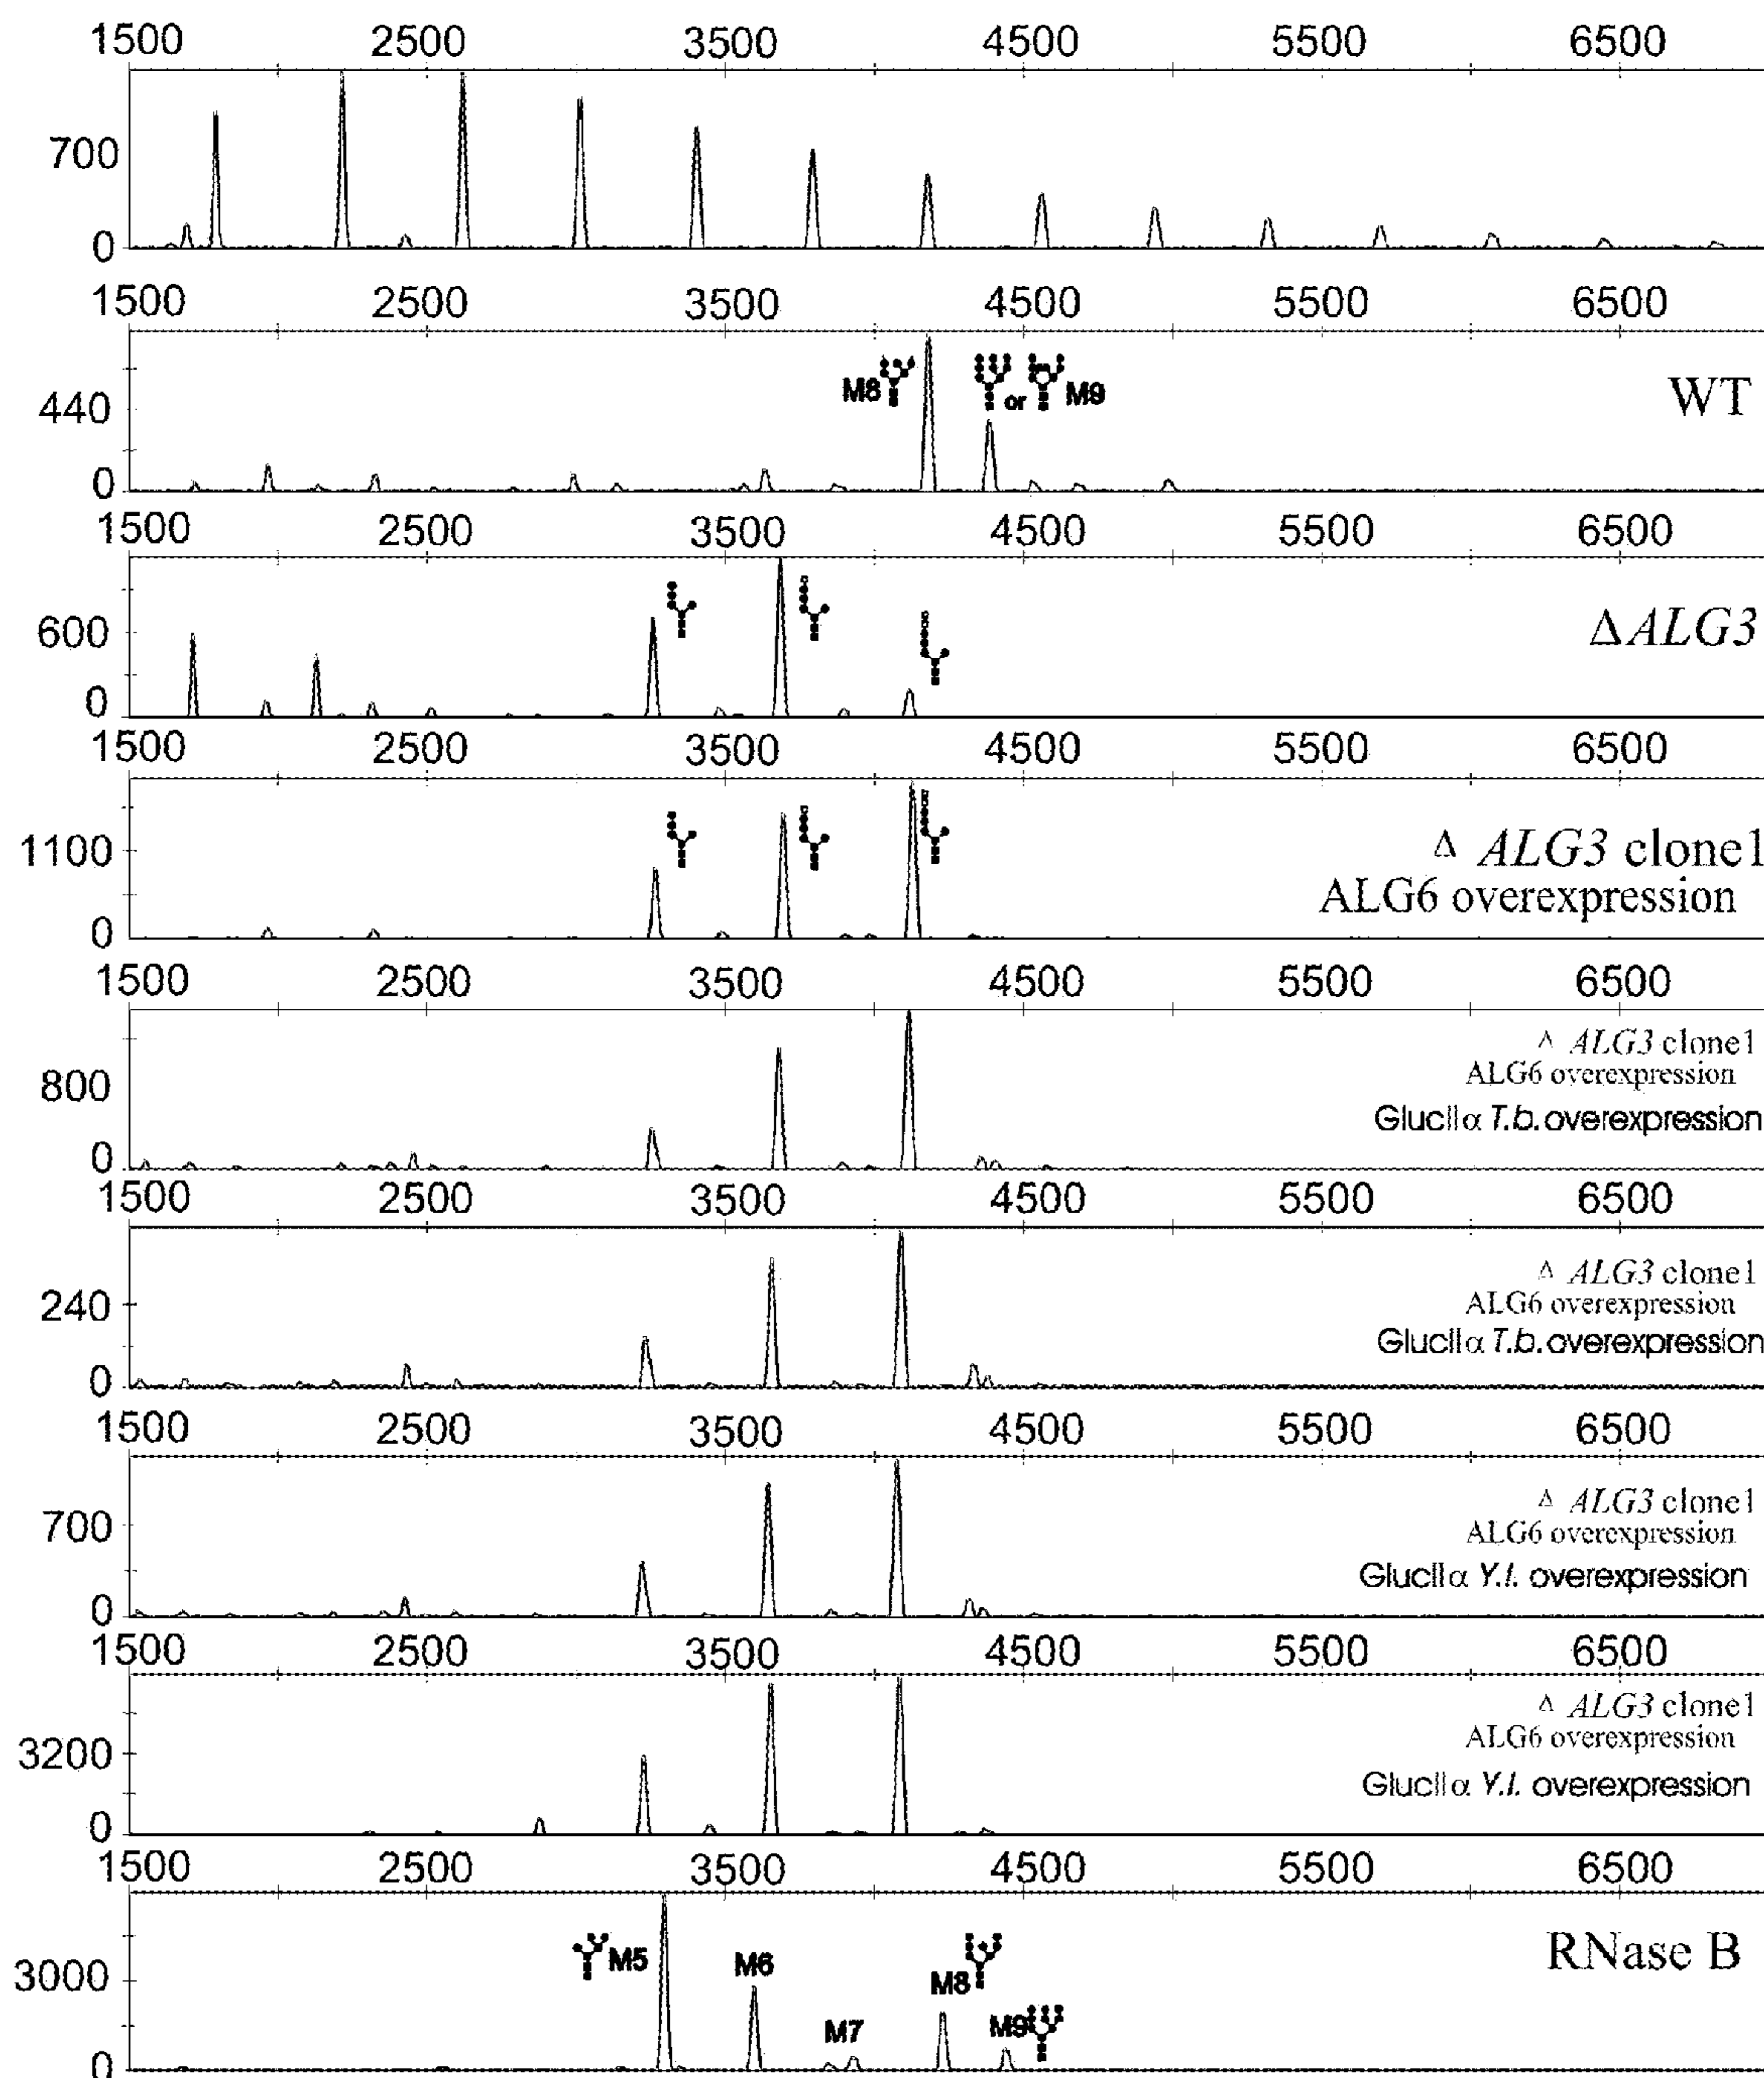 1500 2500 3500 4500 5500 6500
700
0
1500 2500 3500 4500 5500 6500
M8 or M9 WT
440
0
1500 2500 3500 4500 5500 6500
ΔALG3
600
0
1500 2500 3500 4500 5500 6500
Δ ALG3 clone1
1100
ALG6 overexpression
0
1500 2500 3500 4500 5500 6500
Δ ALG3 clone1
ALG6 overexpression
800
GlucIIα T.b. overexpression
0
1500 2500 3500 4500 5500 6500
Δ ALG3 clone1
240
ALG6 overexpression
GlucIIα T.b. overexpression
0
1500 2500 3500 4500 5500 6500
Δ ALG3 clone1
700
ALG6 overexpression
GlucIIα Y.l. overexpression
0
1500 2500 3500 4500 5500 6500
Δ ALG3 clone1
ALG6 overexpression
3200
GlucIIα Y.l. overexpression
0
1500 2500 3500 4500 5500 6500
M5 M6 RNase B
3000
M8
M7 M9
0